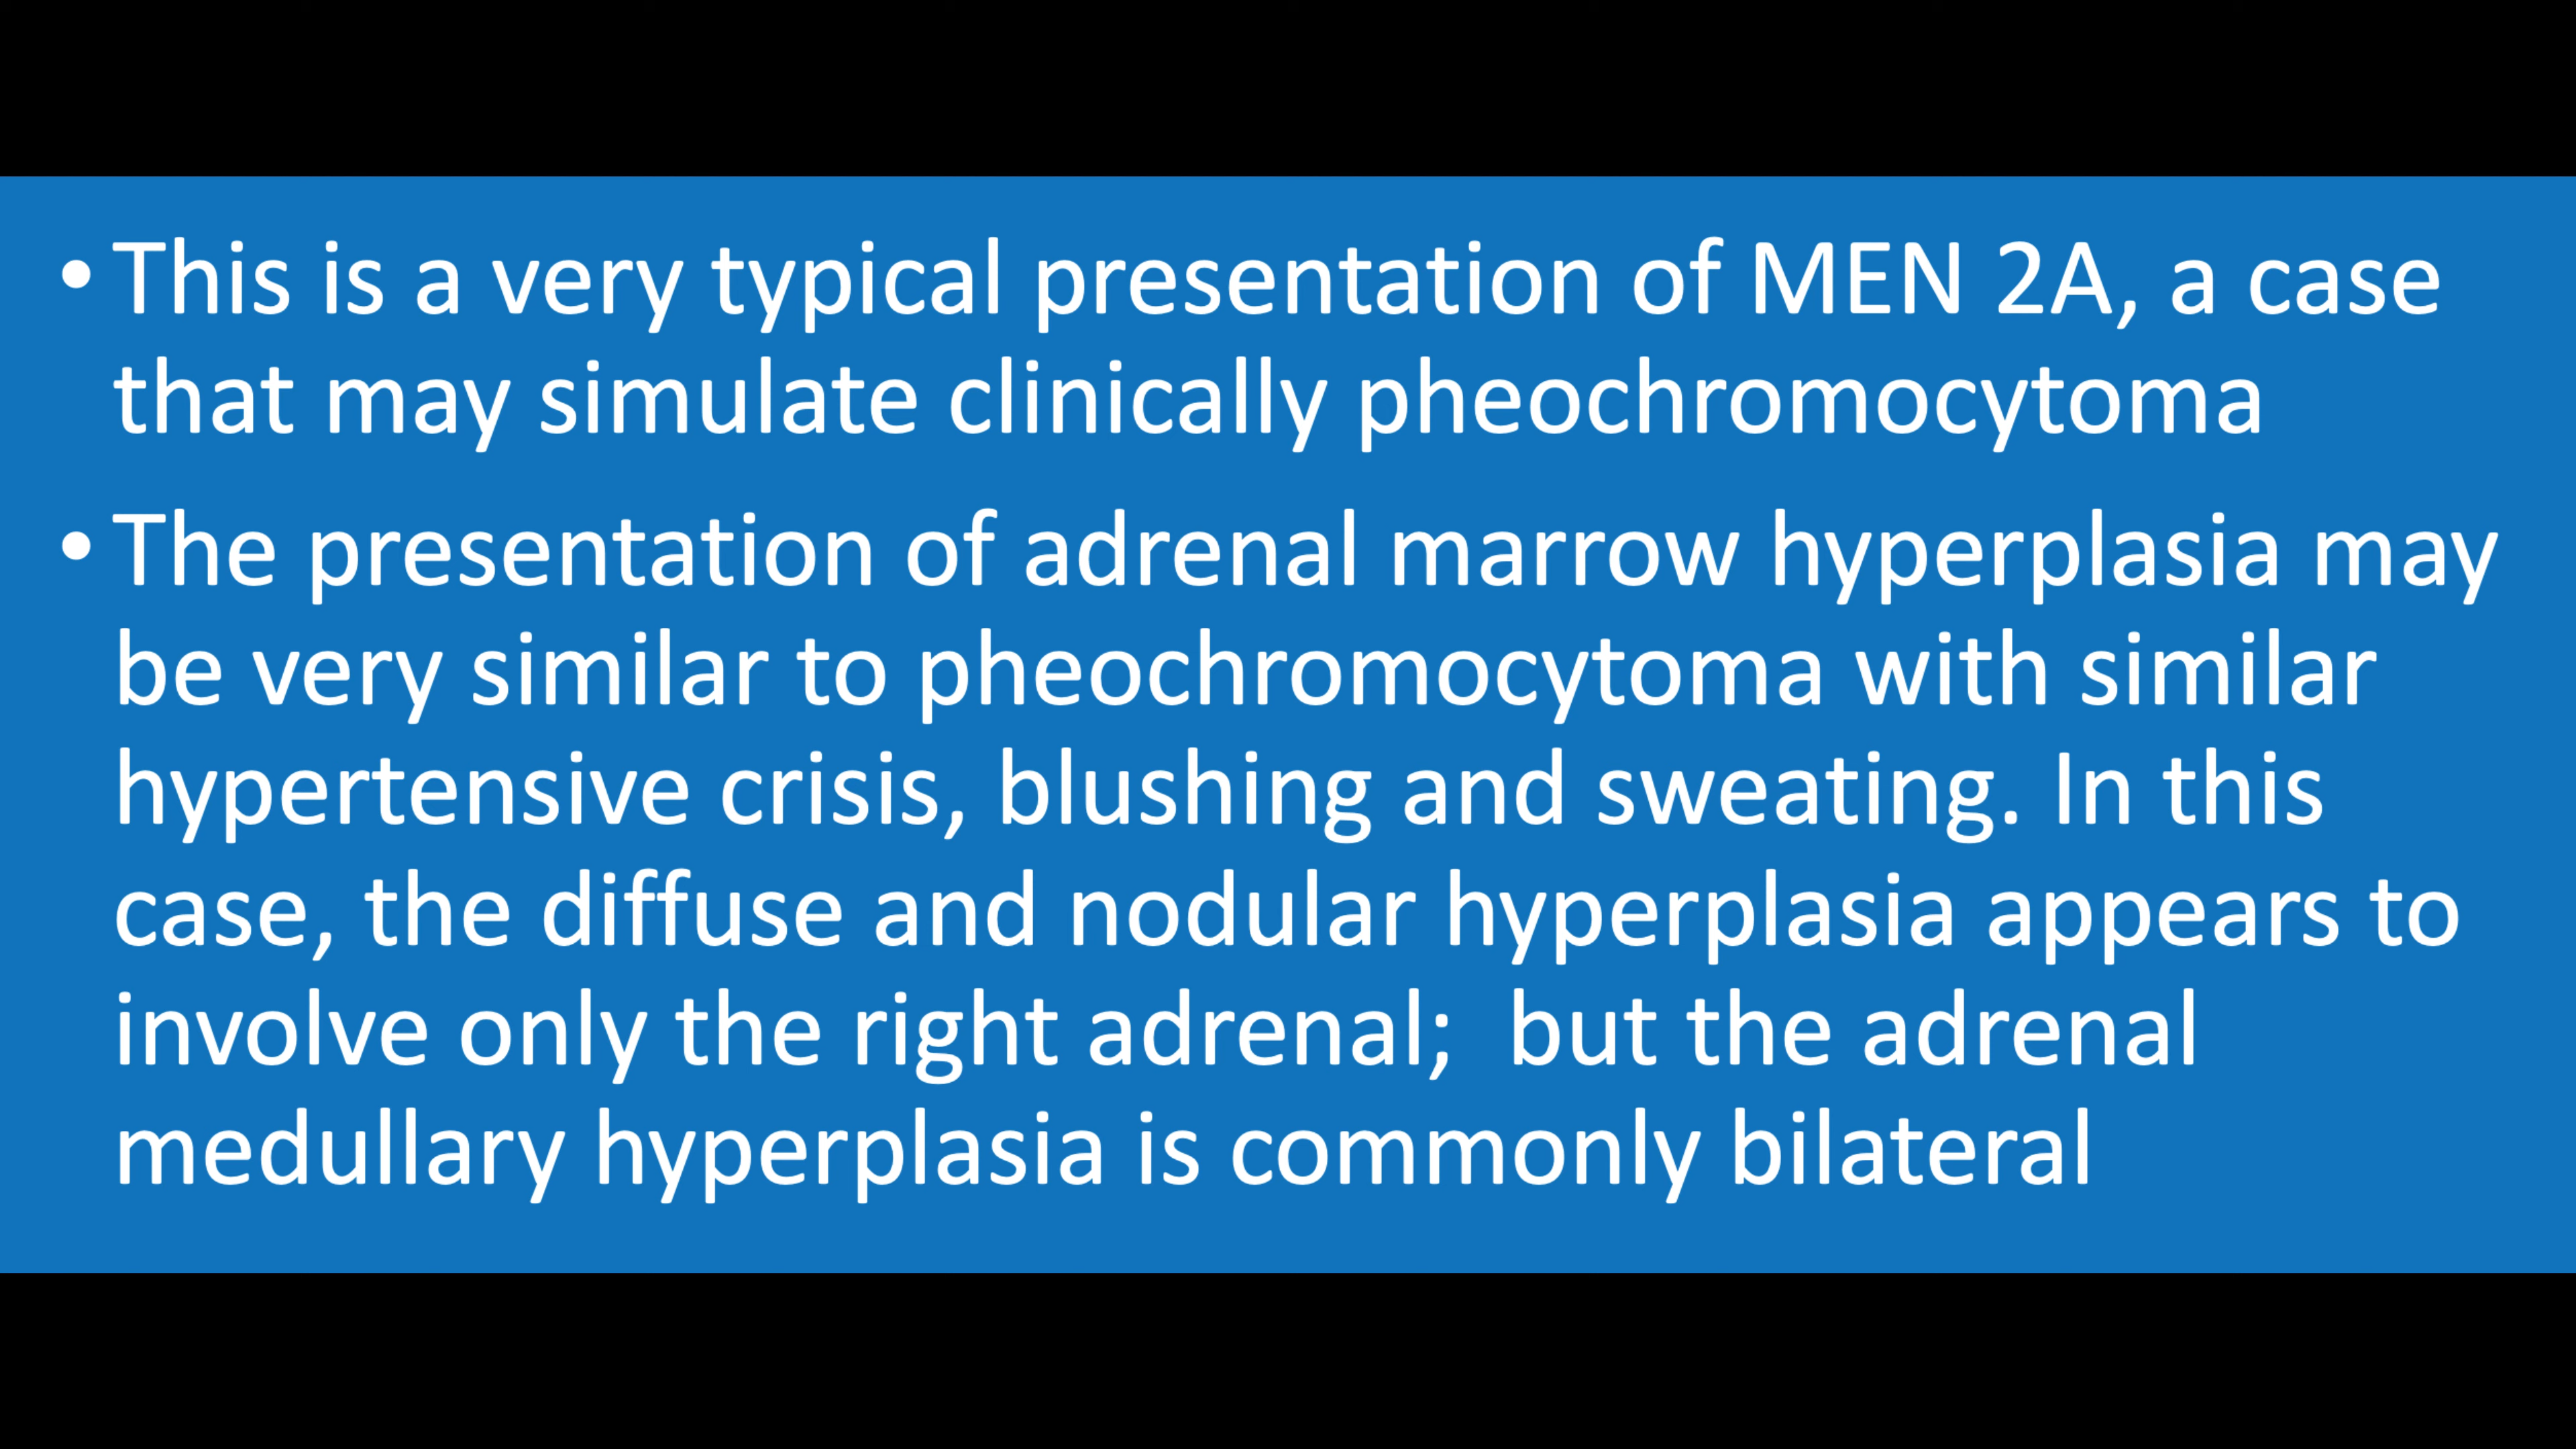 • This is a very typical presentation of MEN 2A, a case
that may simulate clinically pheochromocytoma
• The presentation of adrenal marrow hyperplasia may
be very similar to pheochromocytoma with similar
hypertensive crisis, blushing and sweating. In this
case, the diffuse and nodular hyperplasia appears to
involve only the right adrenal;  but the adrenal
medullary hyperplasia is commonly bilateral